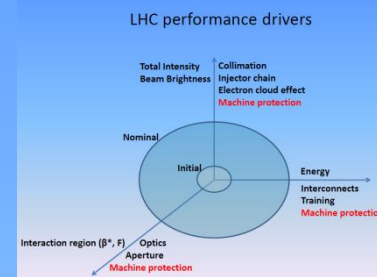 LHC performance drivers
Total Intensity
Beam Brightness
Collimation
Injector chain
Electron cloud effect
Machine protection
Nominal
Initial
Energy
Interconnects
Training
Machine protectio
Interaction region (β*, F)
Optics
Aperture
Machine protection